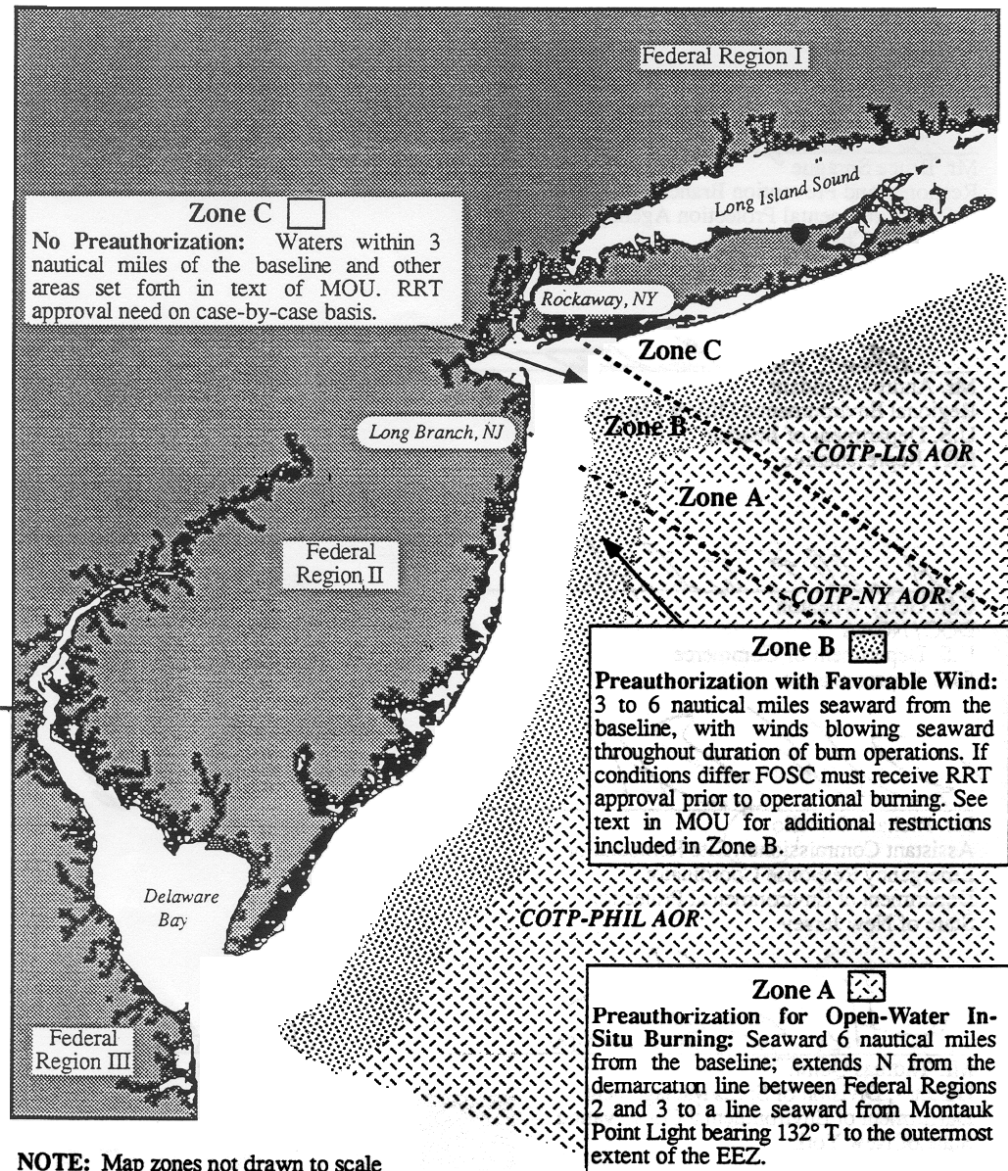 Federal Region I
Long Island Sound
Zone C
No Preauthorization: Waters within 3
nautical miles of the baseline and other
areas set forth in text of MOU. RRT
approval need on case-by-case basis.
Rockaway, NY
Zone C
Long Branch, NJ
Zone B
COTP-LIS AOR
Zone A
Federal
Region II
COTP-NY AOR
Zone B
Preauthorization with Favorable Wind:
3 to 6 nautical miles seaward from the
baseline, with winds blowing seaward
throughout duration of burn operations. If
conditions differ FOSC must receive RRT
approval prior to operational burning. See
text in MOU for additional restrictions
included in Zone B.
Delaware
Bay
COTP-PHIL AOR
Zone A
Preauthorization for Open-Water In-
Situ Burning: Seaward 6 nautical miles
from the baseline; extends N from the
demarcation line between Federal Regions
2 and 3 to a line seaward from Montauk
Point Light bearing 132° T to the outermost
extent of the EEZ.
Federal
Region III
NOTE: Map zones not drawn to scale